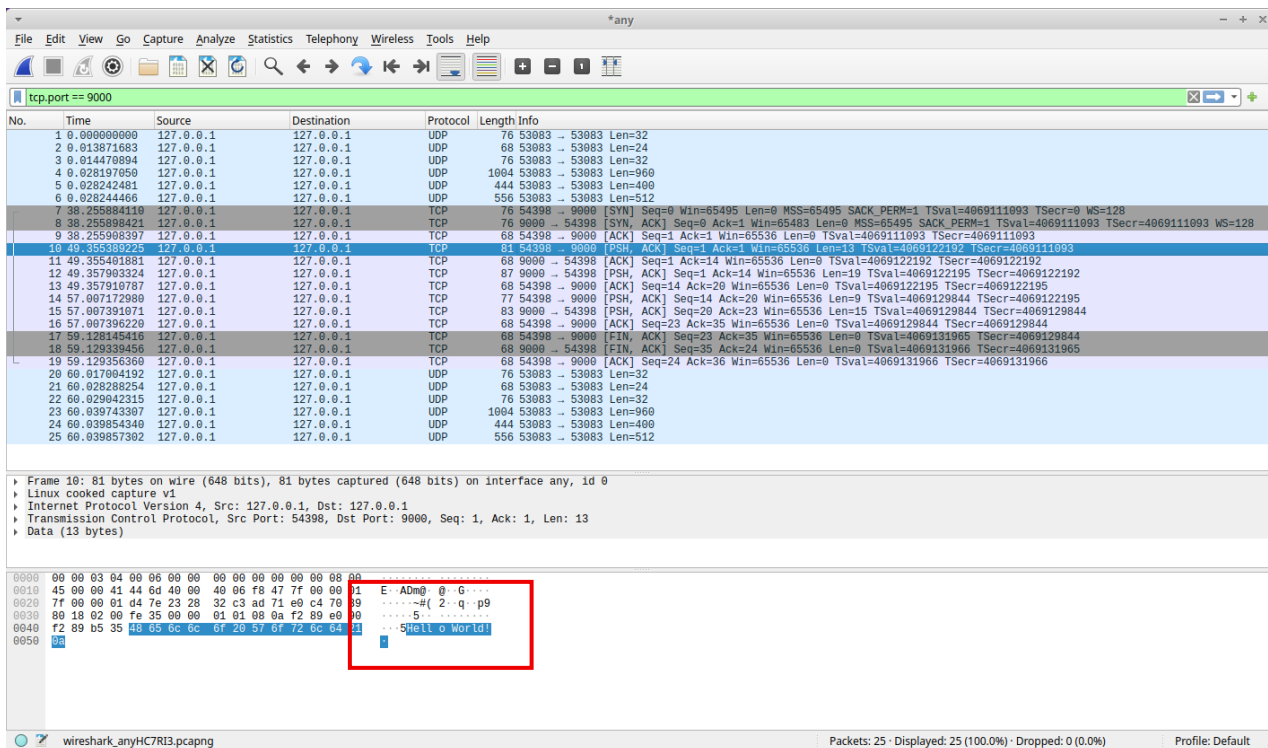 *any
File Edit View Go Capture Analyze Statistics Telephony Wireless Tools Help
tcp.port == 9000
No. Time Source Destination Protocol Length Info
1 0.000000000 127.0.0.1 127.0.0.1 UDP 76 53083 → 53083 Len=32
2 0.013871683 127.0.0.1 127.0.0.1 UDP 68 53083 → 53083 Len=24
3 0.014470894 127.0.0.1 127.0.0.1 UDP 76 53083 → 53083 Len=32
4 0.028197050 127.0.0.1 127.0.0.1 UDP 1004 53083 → 53083 Len=960
5 0.028242481 127.0.0.1 127.0.0.1 UDP 444 53083 → 53083 Len=400
6 0.028244466 127.0.0.1 127.0.0.1 UDP 556 53083 → 53083 Len=512
7 38.255884110 127.0.0.1 127.0.0.1 TCP 76 54398 → 9000 [SYN] Seq=0 Win=65495 Len=0 MSS=65495 SACK_PERM=1 TSval=4069111093 TSecr=0 WS=128
8 38.255898421 127.0.0.1 127.0.0.1 TCP 76 9000 → 54398 [SYN, ACK] Seq=0 Ack=1 Win=65483 Len=0 MSS=65495 SACK_PERM=1 TSval=4069111093 TSecr=4069111093 WS=128
9 38.255908397 127.0.0.1 127.0.0.1 TCP 68 54398 → 9000 [ACK] Seq=1 Ack=1 Win=65536 Len=0 TSval=4069111093 TSecr=4069111093
10 49.355389225 127.0.0.1 127.0.0.1 TCP 81 54398 → 9000 [PSH, ACK] Seq=1 Ack=1 Win=65536 Len=13 TSval=4069122192 TSecr=4069111093
11 49.355401881 127.0.0.1 127.0.0.1 TCP 68 9000 → 54398 [ACK] Seq=1 Ack=14 Win=65536 Len=0 TSval=4069122192 TSecr=4069122192
12 49.357903324 127.0.0.1 127.0.0.1 TCP 87 9000 → 54398 [PSH, ACK] Seq=1 Ack=14 Win=65536 Len=19 TSval=4069122195 TSecr=4069122192
13 49.357910787 127.0.0.1 127.0.0.1 TCP 68 54398 → 9000 [ACK] Seq=14 Ack=20 Win=65536 Len=0 TSval=4069122195 TSecr=4069122195
14 57.007172980 127.0.0.1 127.0.0.1 TCP 77 54398 → 9000 [PSH, ACK] Seq=14 Ack=20 Win=65536 Len=9 TSval=4069129844 TSecr=4069122195
15 57.007391071 127.0.0.1 127.0.0.1 TCP 83 9000 → 54398 [PSH, ACK] Seq=20 Ack=23 Win=65536 Len=15 TSval=4069129844 TSecr=4069129844
16 57.007396220 127.0.0.1 127.0.0.1 TCP 68 54398 → 9000 [ACK] Seq=23 Ack=35 Win=65536 Len=0 TSval=4069129844 TSecr=4069129844
17 59.128145416 127.0.0.1 127.0.0.1 TCP 68 54398 → 9000 [FIN, ACK] Seq=23 Ack=35 Win=65536 Len=0 TSval=4069131965 TSecr=4069129844
18 59.129339456 127.0.0.1 127.0.0.1 TCP 68 9000 → 54398 [FIN, ACK] Seq=35 Ack=24 Win=65536 Len=0 TSval=4069131966 TSecr=4069131965
19 59.129356360 127.0.0.1 127.0.0.1 TCP 68 54398 → 9000 [ACK] Seq=24 Ack=36 Win=65536 Len=0 TSval=4069131966 TSecr=4069131966
20 60.017004192 127.0.0.1 127.0.0.1 UDP 76 53083 → 53083 Len=32
21 60.028288254 127.0.0.1 127.0.0.1 UDP 68 53083 → 53083 Len=24
22 60.029042315 127.0.0.1 127.0.0.1 UDP 76 53083 → 53083 Len=32
23 60.039743307 127.0.0.1 127.0.0.1 UDP 1004 53083 → 53083 Len=960
24 60.039854340 127.0.0.1 127.0.0.1 UDP 444 53083 → 53083 Len=400
25 60.039857302 127.0.0.1 127.0.0.1 UDP 556 53083 → 53083 Len=512
Frame 10: 81 bytes on wire (648 bits), 81 bytes captured (648 bits) on interface any, id 0
Linux cooked capture v1
Internet Protocol Version 4, Src: 127.0.0.1, Dst: 127.0.0.1
Transmission Control Protocol, Src Port: 54398, Dst Port: 9000, Seq: 1, Ack: 1, Len: 13
Data (13 bytes)
0000 00 00 03 04 00 06 00 00 00 00 00 00 00 00 08 00 ········ ········
0010 45 00 00 41 44 6d 40 00 40 06 f8 47 7f 00 00 01 E··ADm@· @··G····
0020 7f 00 00 01 d4 7e 23 28 32 c3 ad 71 e0 c4 70 39 ·····~#( 2··q··p9
0030 80 18 02 00 fe 35 00 00 01 01 08 0a f2 89 e0 90 ·····5·· ········
0040 f2 89 b5 35 48 65 6c 6c 6f 20 57 6f 72 6c 64 21 ···5Hell o World!
0050 0a ·
wireshark_anyHC7RI3.pcapng Packets: 25 · Displayed: 25 (100.0%) · Dropped: 0 (0.0%) Profile: Default